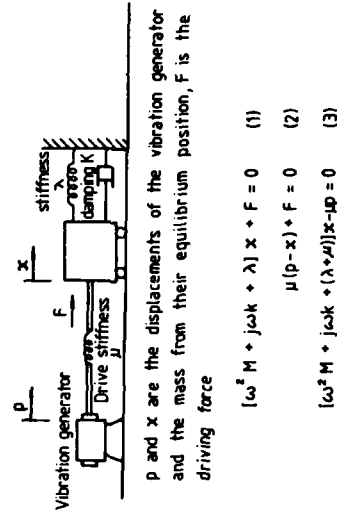 p
x
stiffness
λ
damping K
F
Drive stiffness
μ
Vibration generator
p and x are the displacements of the vibration generator
and the mass from their equilibrium position, F is the
driving force
[ω² M + jωk + λ] x + F = 0 (1)
μ(p-x) + F = 0 (2)
[ω² M + jωk + (λ+μ)]x-μp = 0 (3)